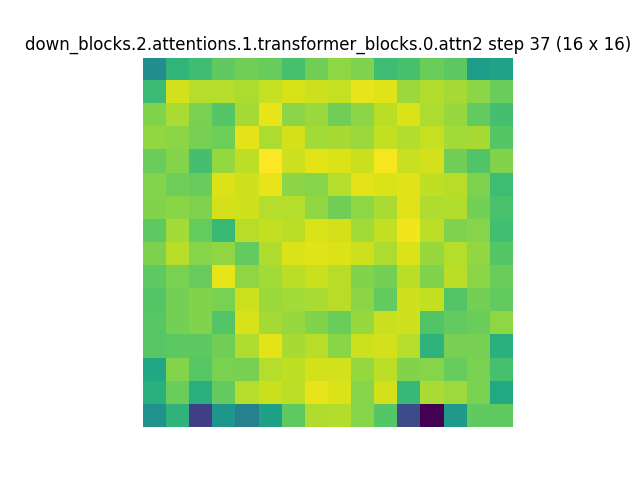 down_blocks.2.attentions.1.transformer_blocks.0.attn2 step 37 (16 x 16)